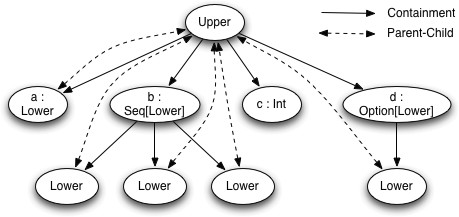 Upper
Containment
Parent-Child
a :
Lower
b :
Seq[Lower]
c : Int
d :
Option[Lower]
Lower
Lower
Lower
Lower